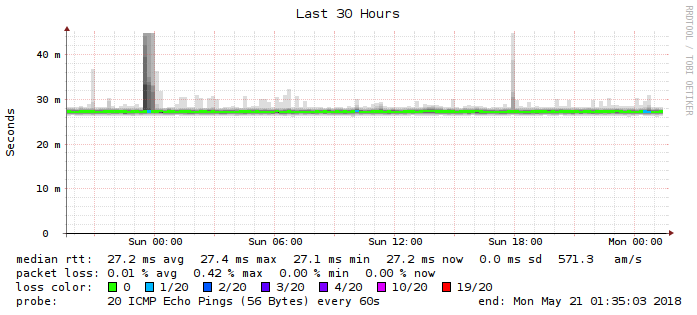 Last 30 Hours
RRDTOOL / TOBI OETIKER
Seconds
40 m
30 m
20 m
10 m
0
Sun 00:00 Sun 06:00 Sun 12:00 Sun 18:00 Mon 00:00
median rtt: 27.2 ms avg 27.4 ms max 27.1 ms min 27.2 ms now 0.0 ms sd 571.3 am/s
packet loss: 0.01 % avg 0.42 % max 0.00 % min 0.00 % now
loss color: 0 1/20 2/20 3/20 4/20 10/20 19/20
probe: 20 ICMP Echo Pings (56 Bytes) every 60s end: Mon May 21 01:35:03 2018